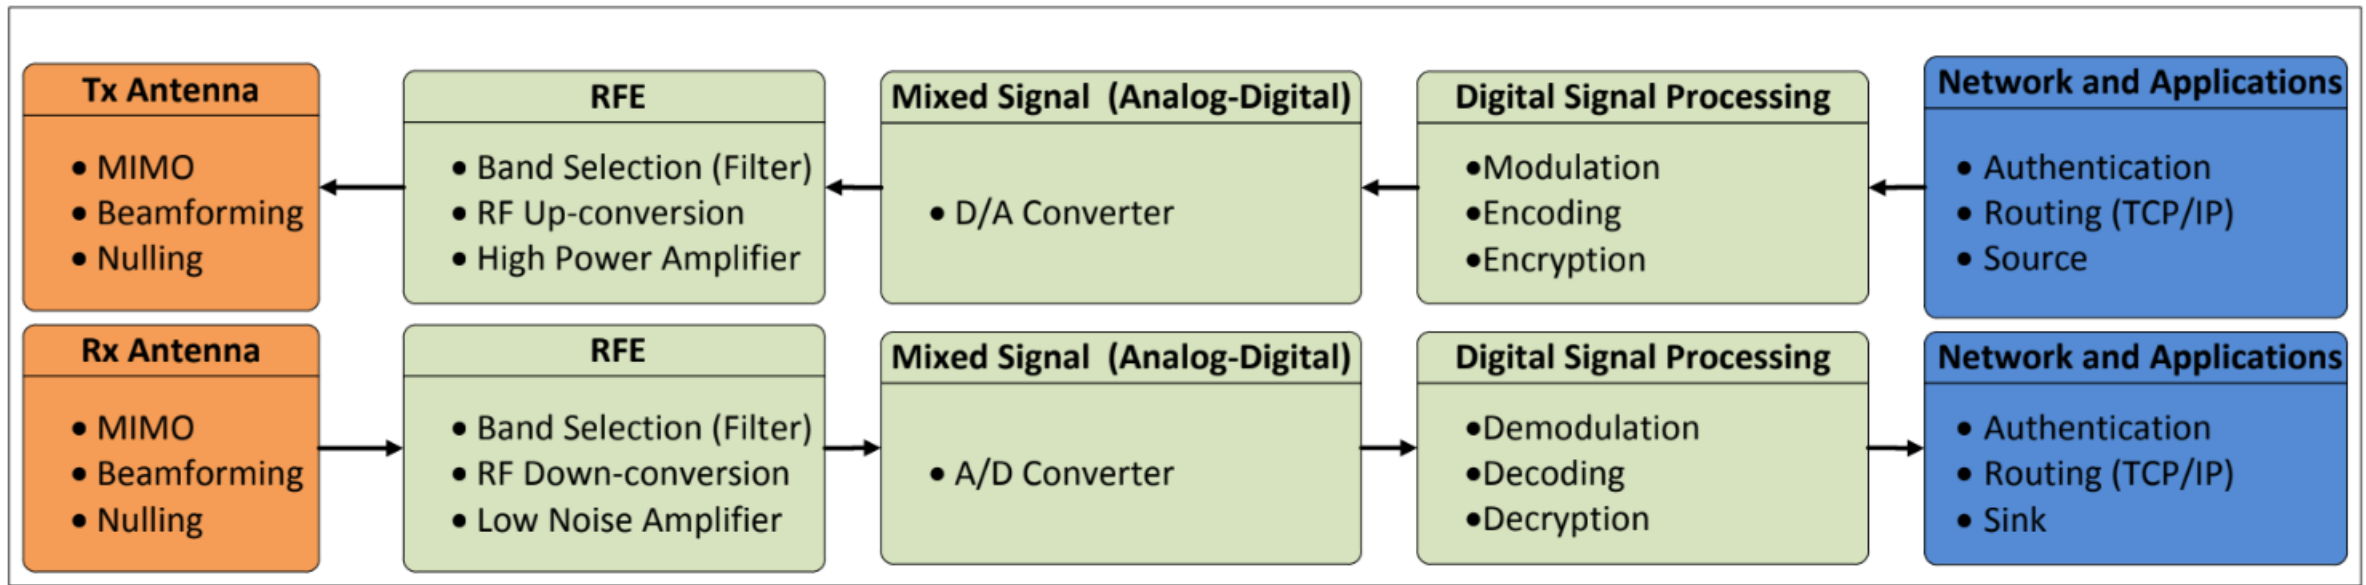 Tx Antenna
• MIMO
• Beamforming
• Nulling
RFE
• Band Selection (Filter)
• RF Up-conversion
• High Power Amplifier
Mixed Signal (Analog-Digital)
• D/A Converter
Digital Signal Processing
•Modulation
•Encoding
•Encryption
Network and Applications
• Authentication
• Routing (TCP/IP)
• Source
Rx Antenna
• MIMO
• Beamforming
• Nulling
RFE
• Band Selection (Filter)
• RF Down-conversion
• Low Noise Amplifier
Mixed Signal (Analog-Digital)
• A/D Converter
Digital Signal Processing
•Demodulation
•Decoding
•Decryption
Network and Applications
• Authentication
• Routing (TCP/IP)
• Sink